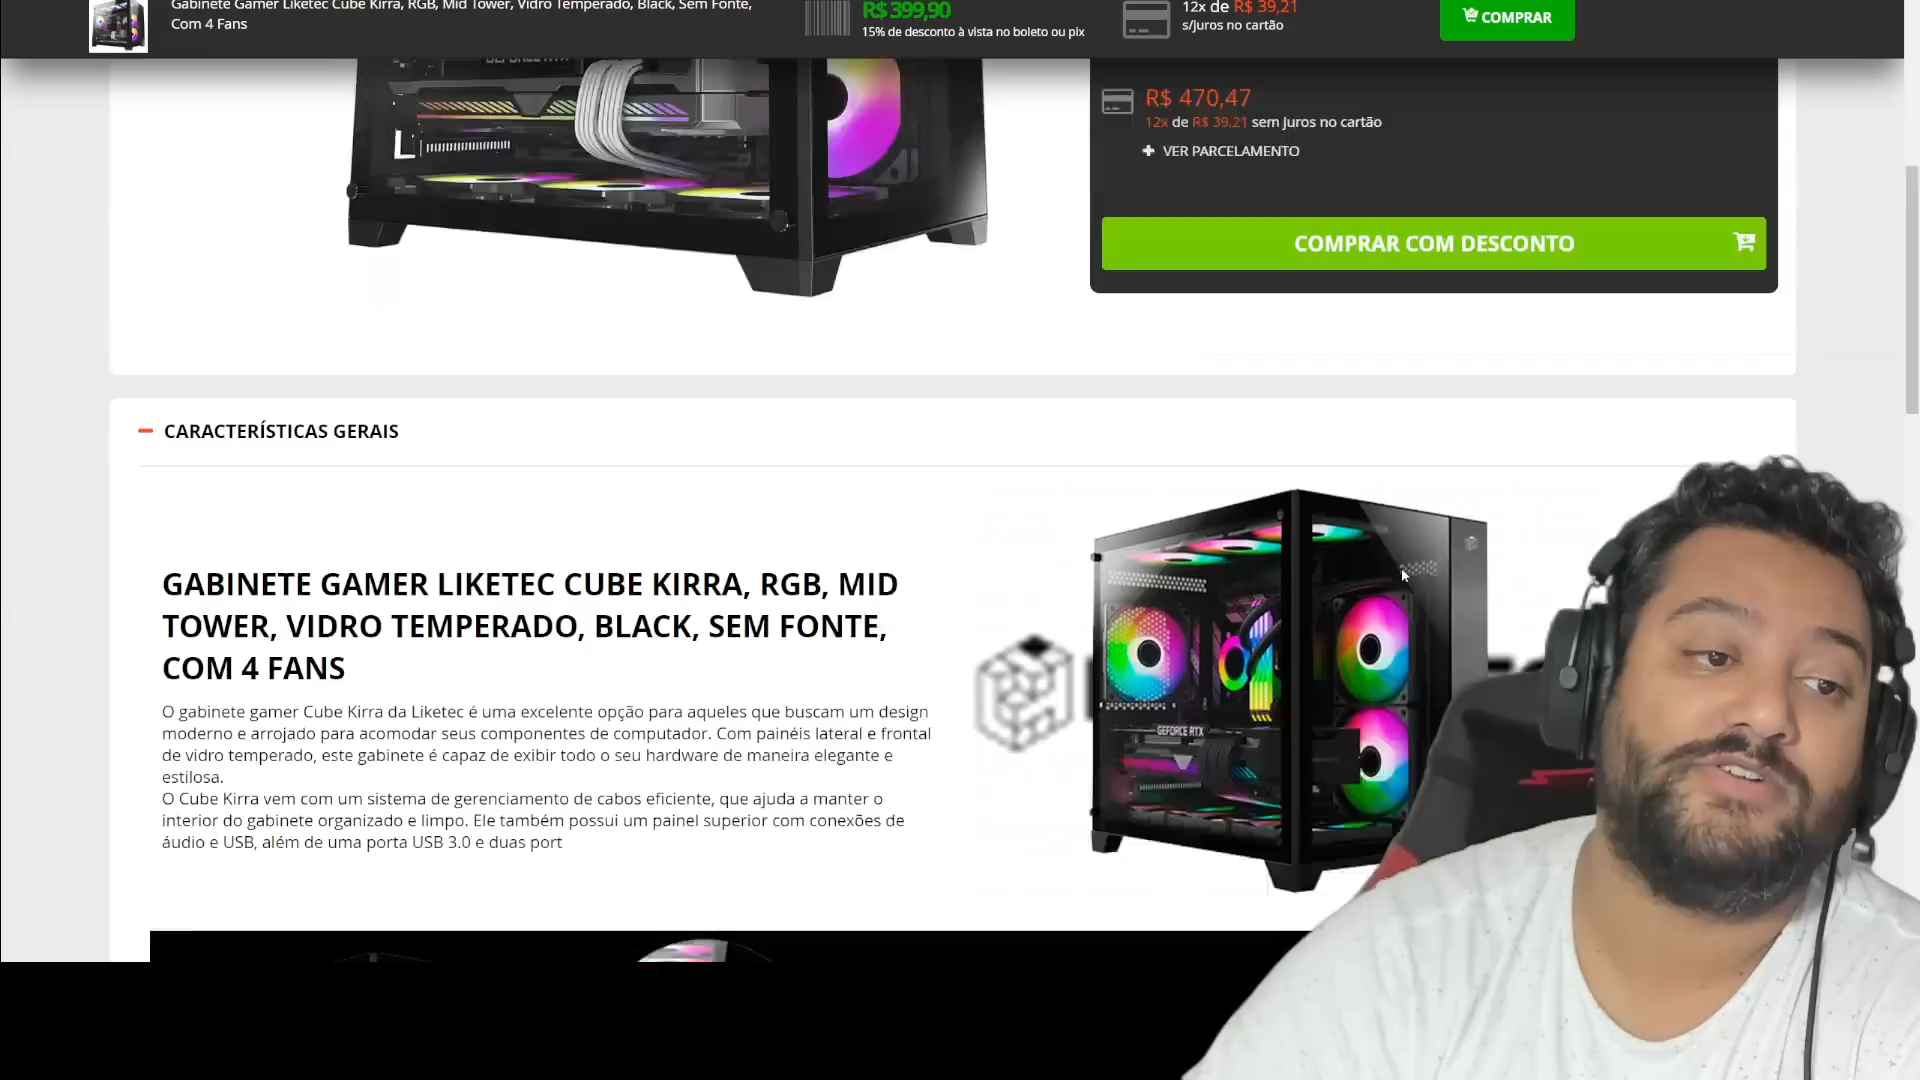 Gabinete Gamer Liketec Cube Kirra, RGB, Mid Tower, Vidro Temperado, Black, Sem Fonte,
Com 4 Fans
R$ 399,90
15% de desconto à vista no boleto ou pix
12x de R$ 39,21
s/juros no cartão
COMPRAR
R$ 470,47
12x de R$ 39,21 sem juros no cartão
VER PARCELAMENTO
COMPRAR COM DESCONTO
CARACTERÍSTICAS GERAIS
GABINETE GAMER LIKETEC CUBE KIRRA, RGB, MID
TOWER, VIDRO TEMPERADO, BLACK, SEM FONTE,
COM 4 FANS
O gabinete gamer Cube Kirra da Liketec é uma excelente opção para aqueles que buscam um design
moderno e arrojado para acomodar seus componentes de computador. Com painéis lateral e frontal
de vidro temperado, este gabinete é capaz de exibir todo o seu hardware de maneira elegante e
estilosa.
O Cube Kirra vem com um sistema de gerenciamento de cabos eficiente, que ajuda a manter o
interior do gabinete organizado e limpo. Ele também possui um painel superior com conexões de
áudio e USB, além de uma porta USB 3.0 e duas port
GEFORCE RTX